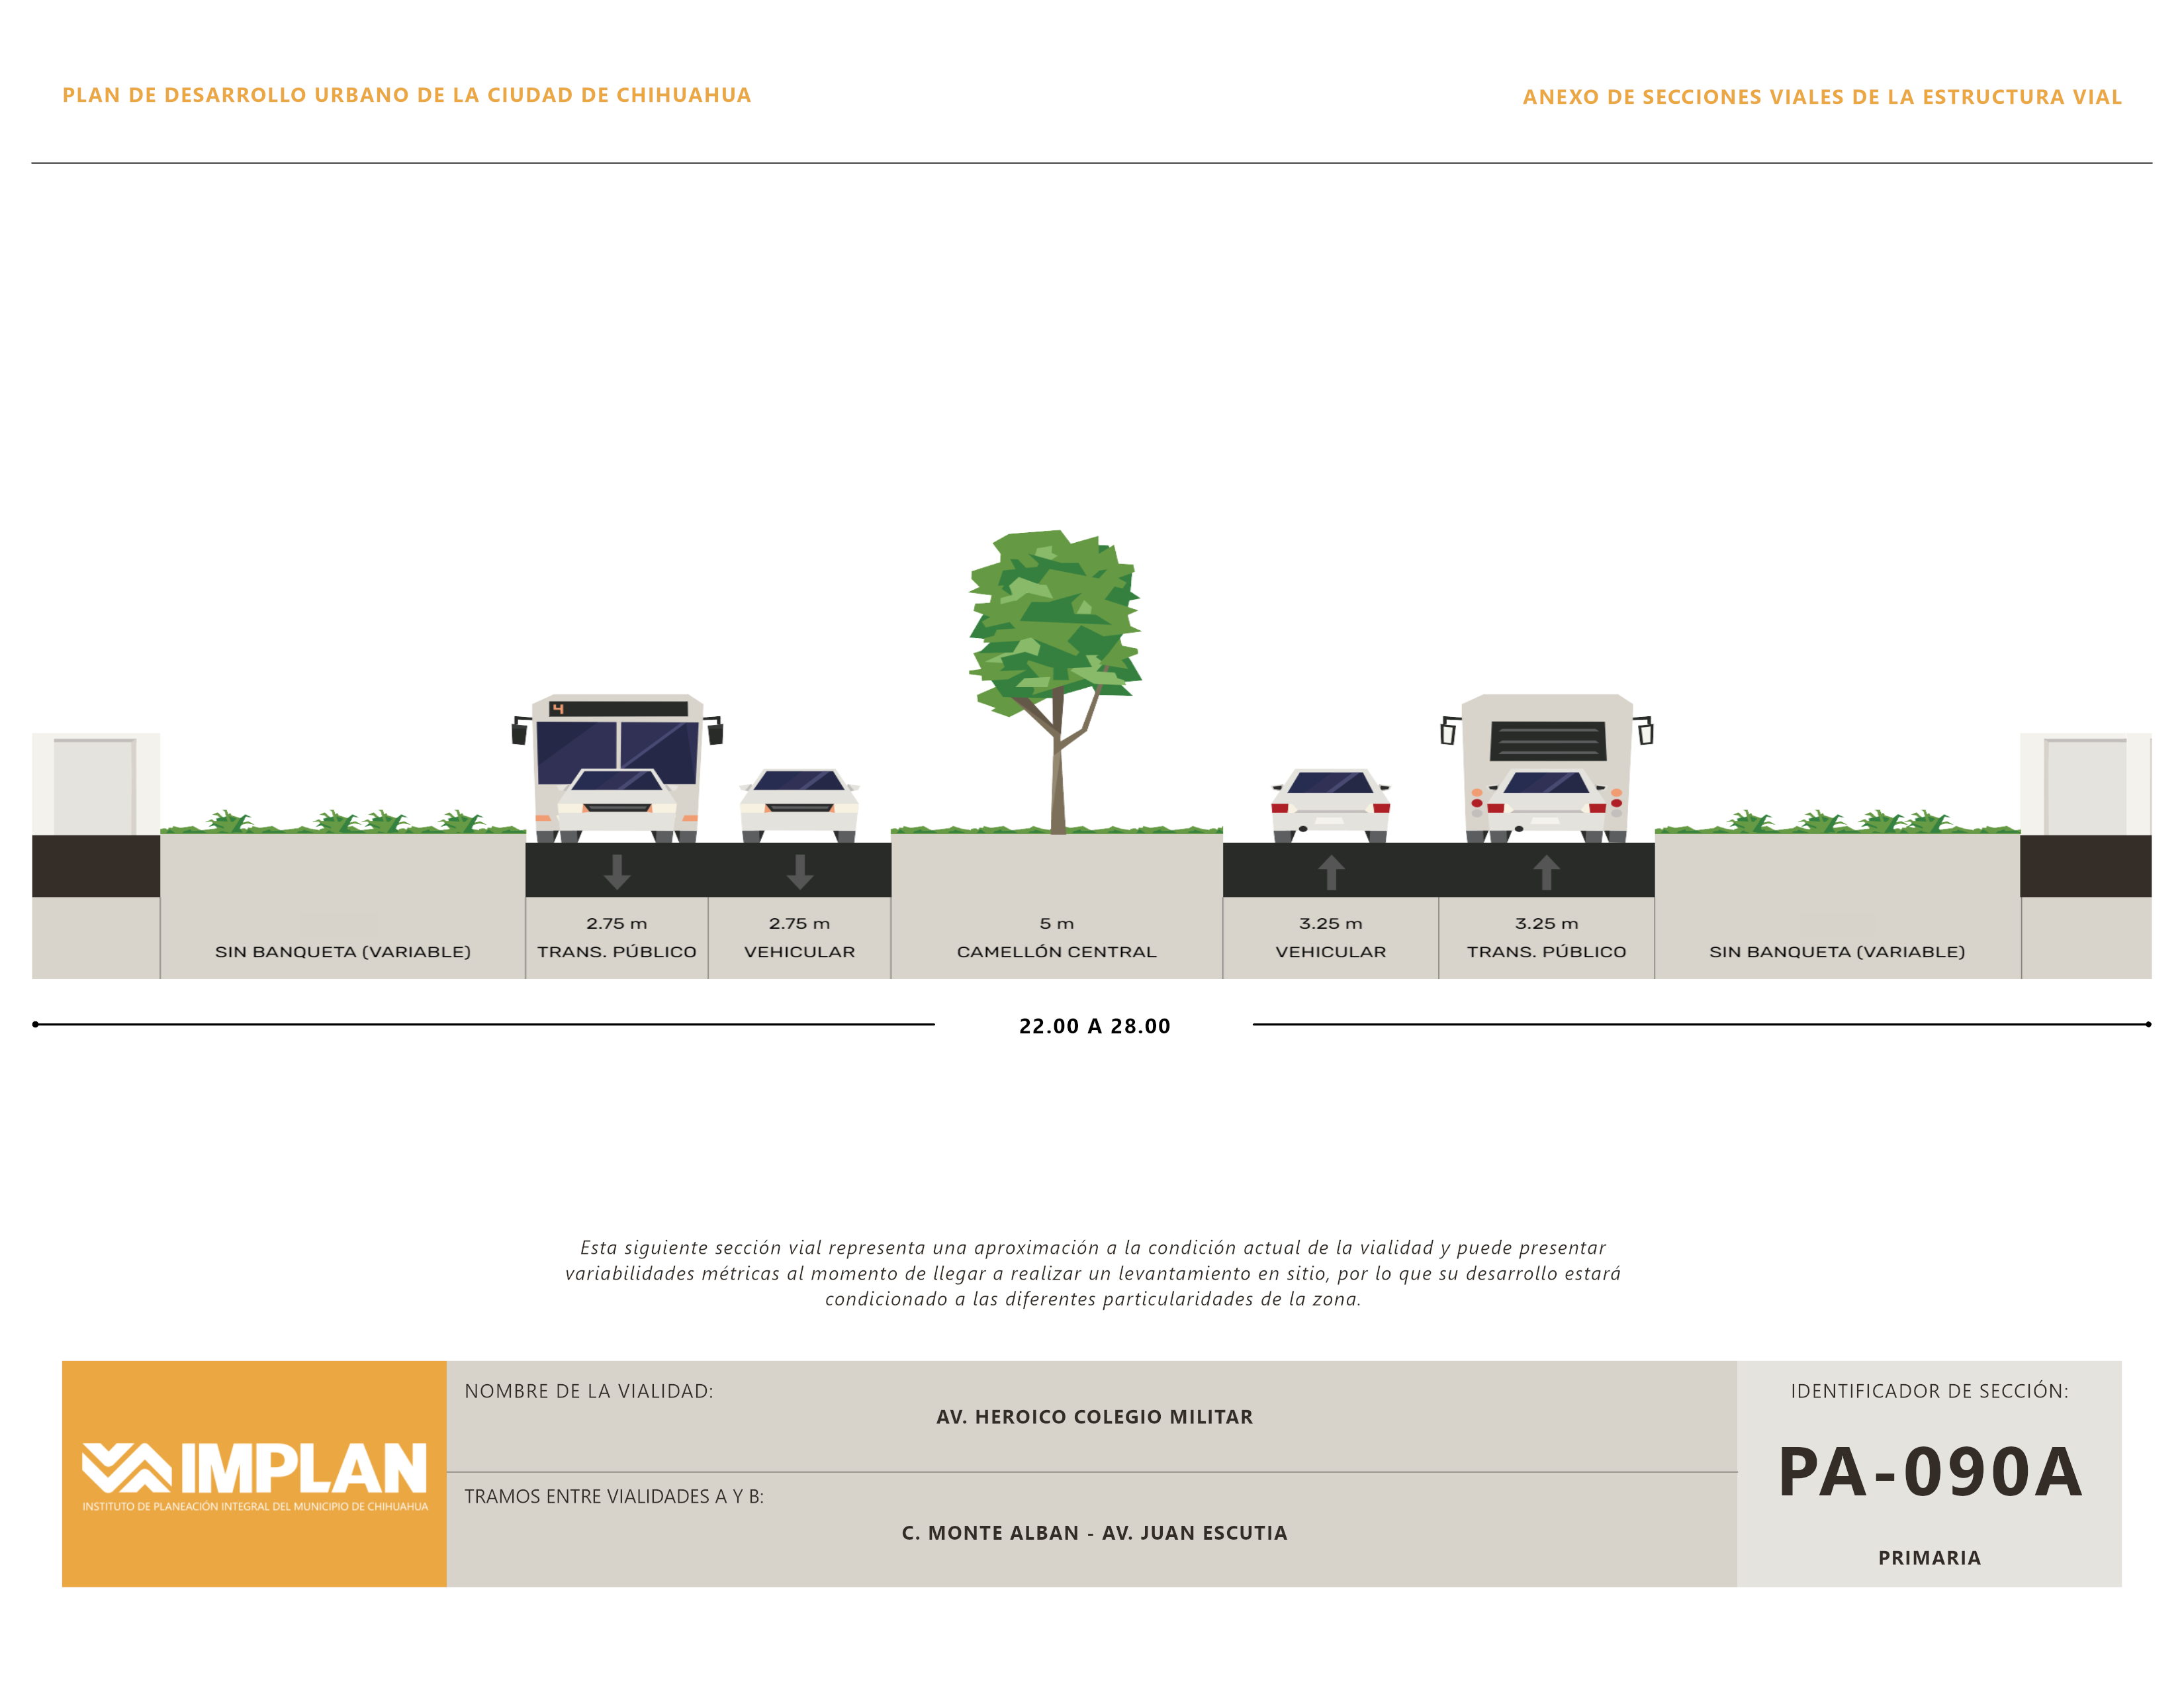 PLAN DE DESARROLLO URBANO DE LA CIUDAD DE CHIHUAHUA
ANEXO DE SECCIONES VIALES DE LA ESTRUCTURA VIAL
4
2.75 m
2.75 m
5 m
3.25 m
3.25 m
SIN BANQUETA (VARIABLE)
TRANS. PÚBLICO
VEHICULAR
CAMELLÓN CENTRAL
VEHICULAR
TRANS. PÚBLICO
SIN BANQUETA (VARIABLE)
22.00 A 28.00
Esta siguiente sección vial representa una aproximación a la condición actual de la vialidad y puede presentar
variabilidades métricas al momento de llegar a realizar un levantamiento en sitio, por lo que su desarrollo estará
condicionado a las diferentes particularidades de la zona.
IMPLAN
INSTITUTO DE PLANEACIÓN INTEGRAL DEL MUNICIPIO DE CHIHUAHUA
NOMBRE DE LA VIALIDAD:
AV. HEROICO COLEGIO MILITAR
TRAMOS ENTRE VIALIDADES A Y B:
C. MONTE ALBAN - AV. JUAN ESCUTIA
IDENTIFICADOR DE SECCIÓN:
PA-090A
PRIMARIA